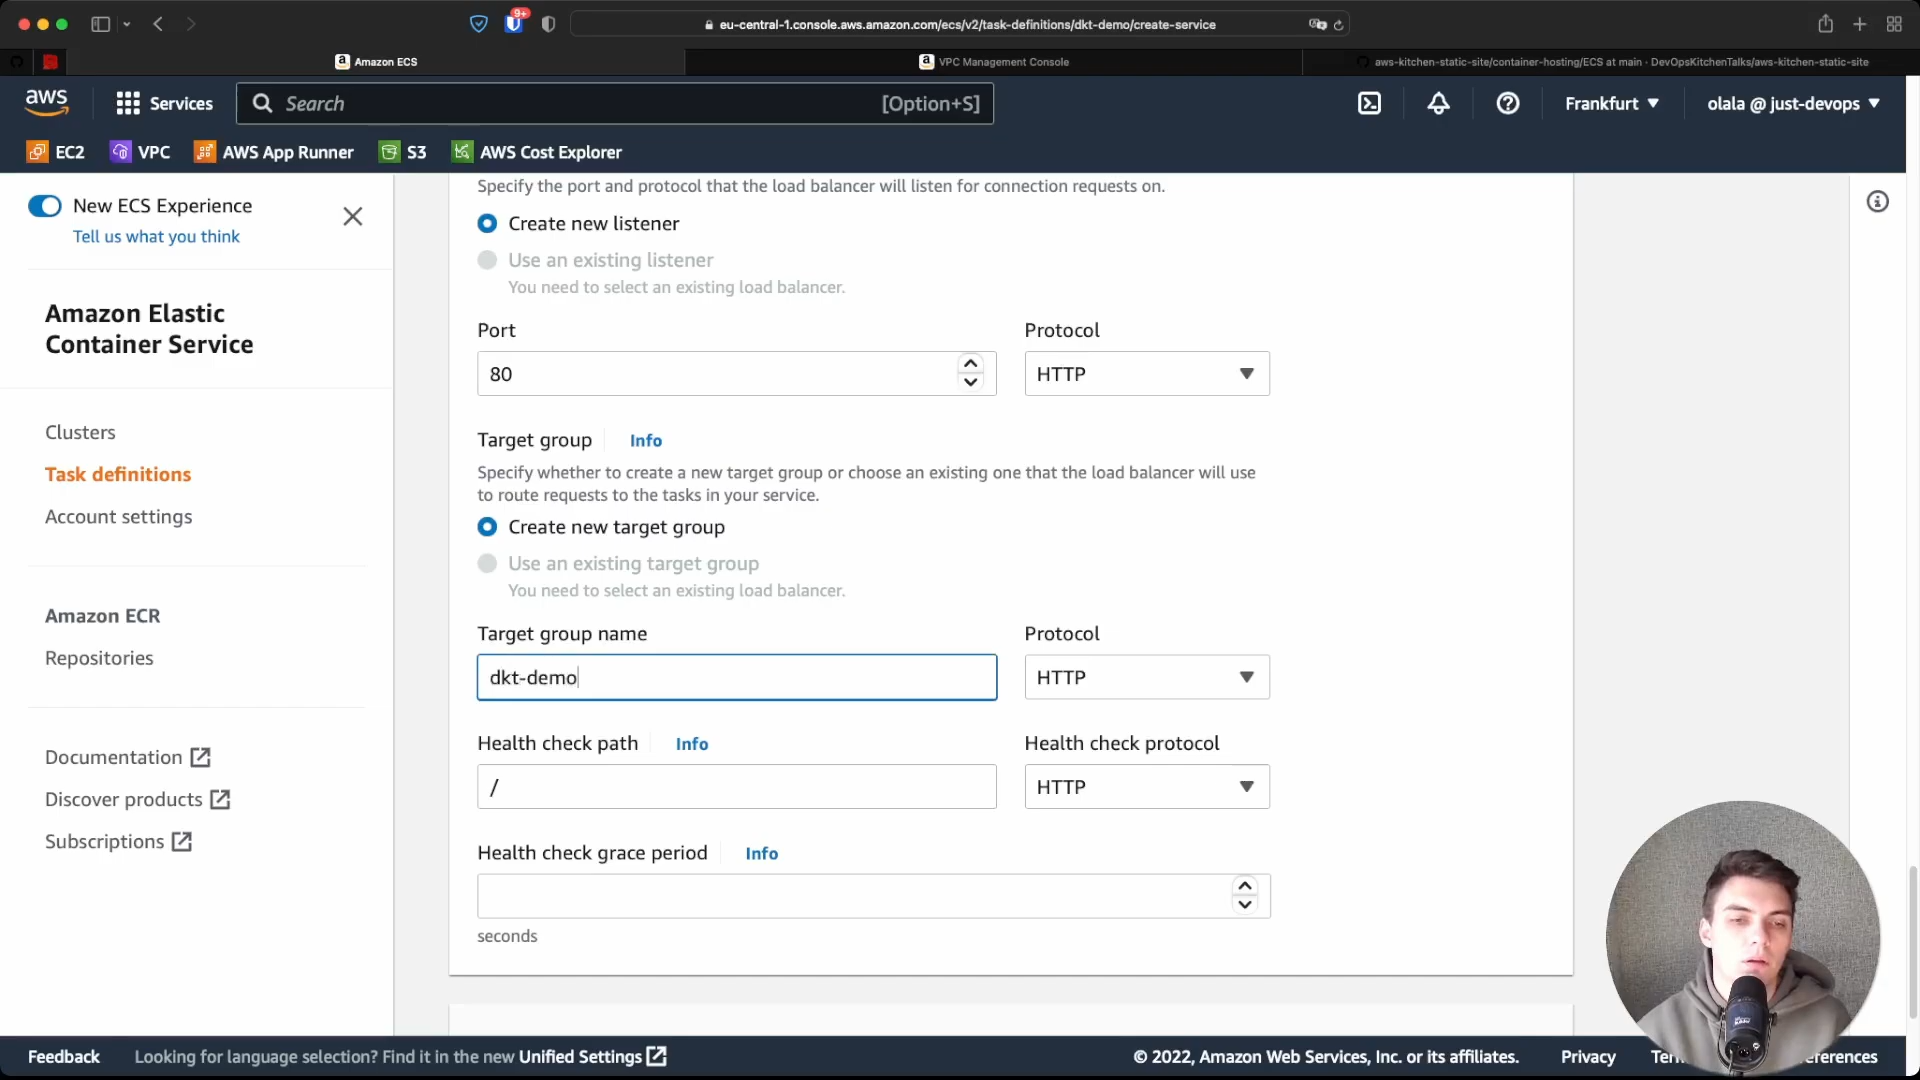 9+
eu-central-1.console.aws.amazon.com/ecs/v2/task-definitions/dkt-demo/create-service
Amazon ECS
VPC Management Console
aws-kitchen-static-site/container-hosting/ECS at main · DevOpsKitchenTalks/aws-kitchen-static-site
aws
Services
Search
[Option+S]
Frankfurt
olala @ just-devops
EC2
VPC
AWS App Runner
S3
AWS Cost Explorer
New ECS Experience
Tell us what you think
Amazon Elastic
Container Service
Clusters
Task definitions
Account settings
Amazon ECR
Repositories
Documentation
Discover products
Subscriptions
Specify the port and protocol that the load balancer will listen for connection requests on.
Create new listener
Use an existing listener
You need to select an existing load balancer.
Port
Protocol
80
HTTP
Target group
Info
Specify whether to create a new target group or choose an existing one that the load balancer will use
to route requests to the tasks in your service.
Create new target group
Use an existing target group
You need to select an existing load balancer.
Target group name
Protocol
dkt-demo
HTTP
Health check path
Info
Health check protocol
/
HTTP
Health check grace period
Info
seconds
Feedback
Looking for language selection? Find it in the new Unified Settings
© 2022, Amazon Web Services, Inc. or its affiliates.
Privacy